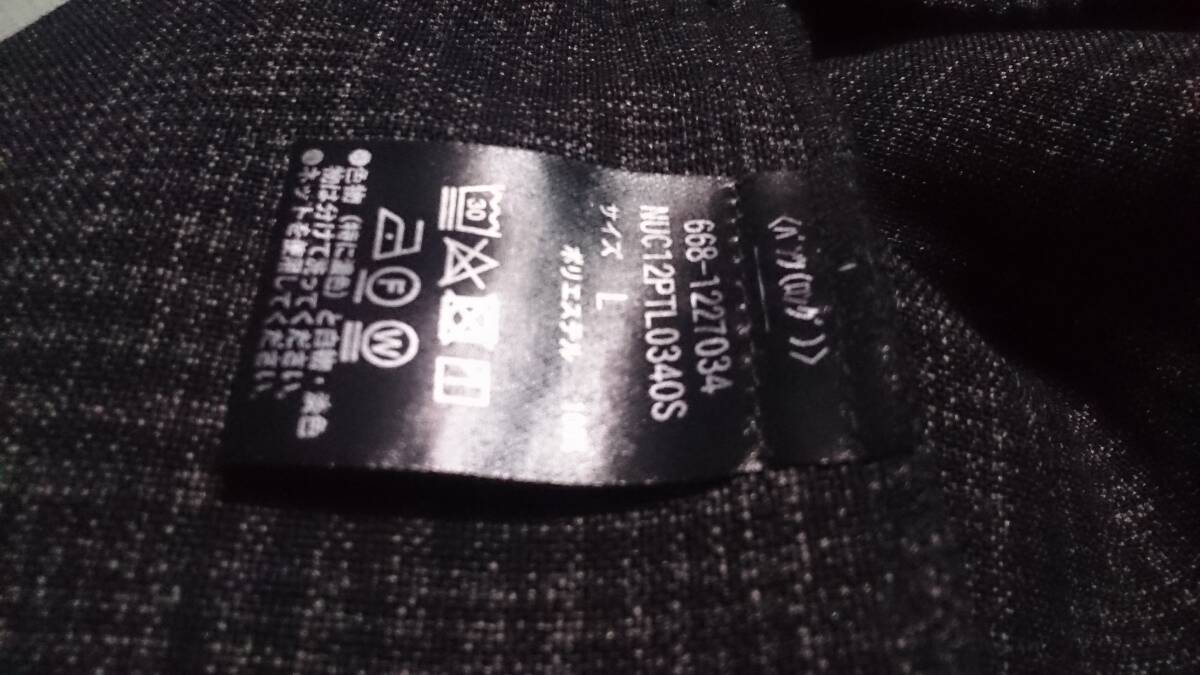 668-1227034
NUC12PTL0340S
サイズ L
ポリエステル
30
F W
●色物（特に濃色）と白物・淡色
物は分けて洗ってください。
●ネットを使用してください。